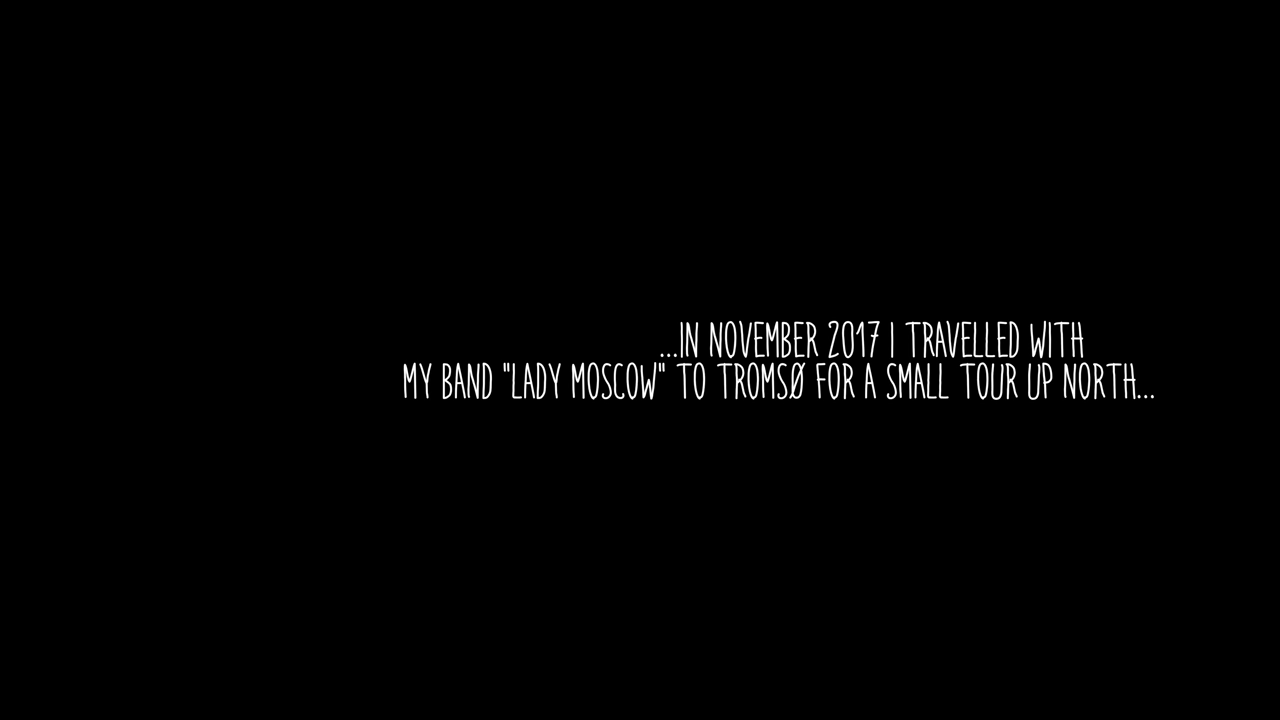 ...IN NOVEMBER 2017 I TRAVELLED WITH
MY BAND "LADY MOSCOW" TO TROMSØ FOR A SMALL TOUR UP NORTH...